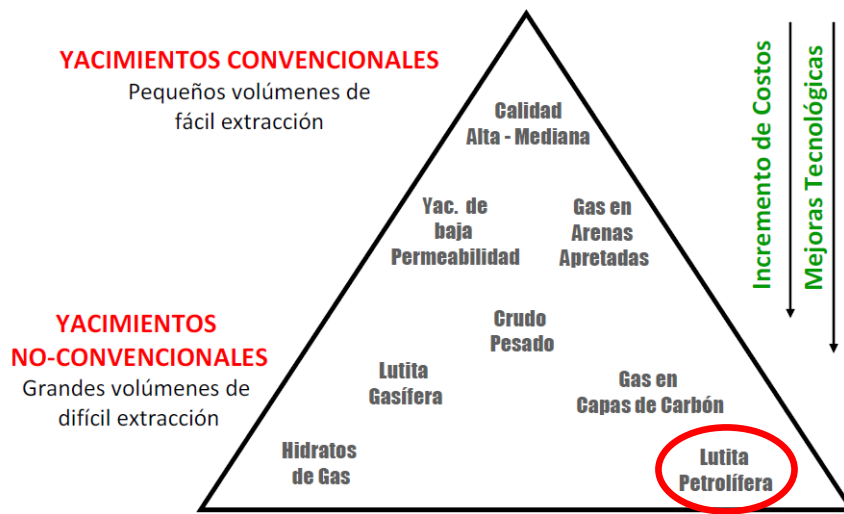 YACIMIENTOS CONVENCIONALES
Pequeños volúmenes de
fácil extracción
Calidad
Alta - Mediana
Yac. de
baja
Permeabilidad
Gas en
Arenas
Apretadas
Crudo
Pesado
YACIMIENTOS
NO-CONVENCIONALES
Grandes volúmenes de
difícil extracción
Lutita
Gasífera
Gas en
Capas de Carbón
Hidratos
de Gas
Lutita
Petrolífera
Incremento de Costos
Mejoras Tecnológicas